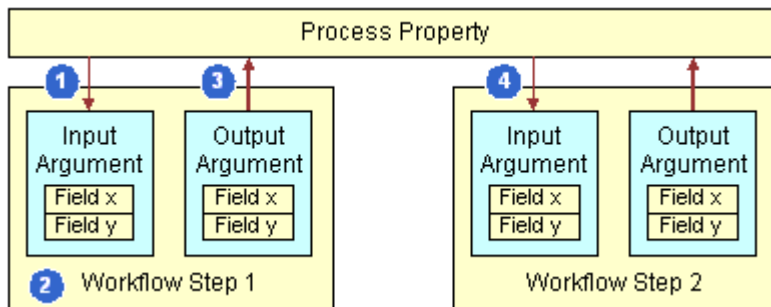 Process Property
1
3
4
Input Argument
Field x
Field y
Output Argument
Field x
Field y
2
Workflow Step 1
Input Argument
Field x
Field y
Output Argument
Field x
Field y
Workflow Step 2